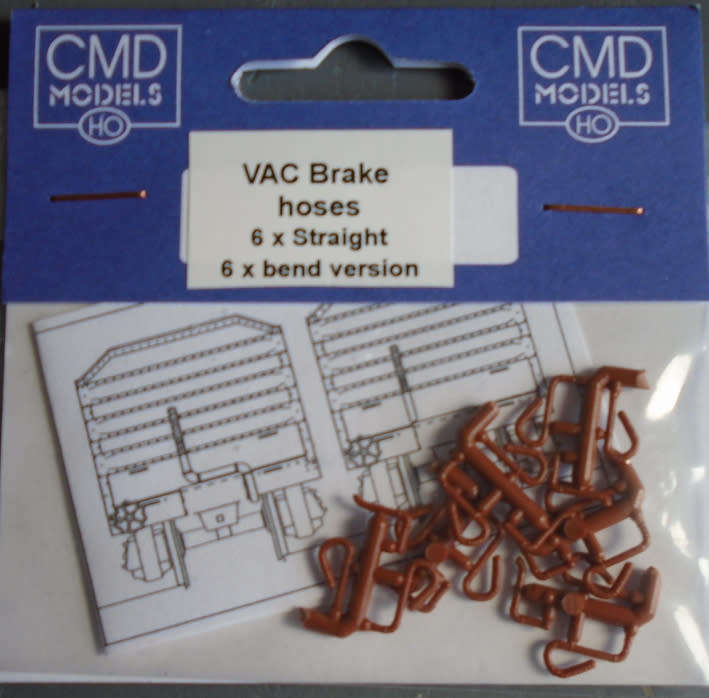 CMD
MODELS
HO
CMD
MODELS
HO
VAC Brake
hoses
6 x Straight
6 x bend version